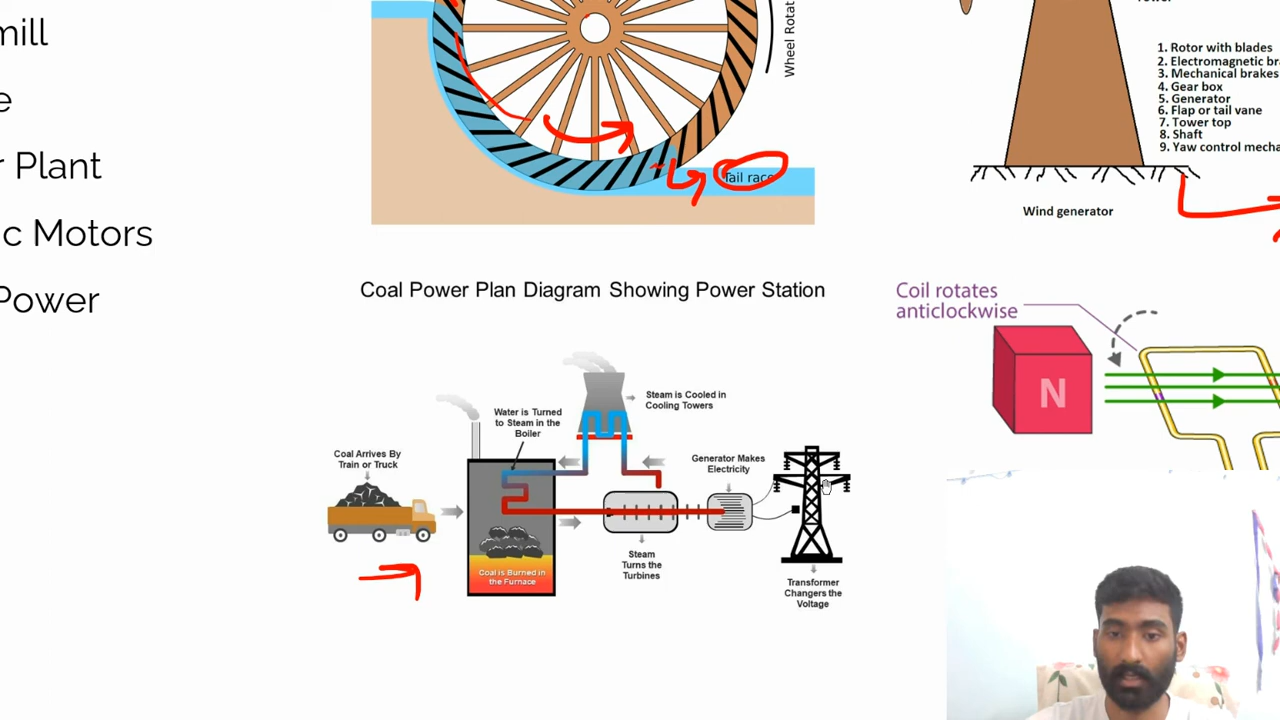 mill
e
r Plant
c Motors
Power
Wheel Rotat
Tail race
Tower
1. Rotor with blades
2. Electromagnetic bra
3. Mechanical brakes
4. Gear box
5. Generator
6. Flap or tail vane
7. Tower top
8. Shaft
9. Yaw control mecha
Wind generator
Coal Power Plan Diagram Showing Power Station
Coal Arrives By
Train or Truck
Water is Turned
to Steam in the
Boiler
Steam is Cooled in
Cooling Towers
Generator Makes
Electricity
Coal is Burned in
the Furnace
Steam
Turns the
Turbines
Transformer
Changers the
Voltage
Coil rotates
anticlockwise
N